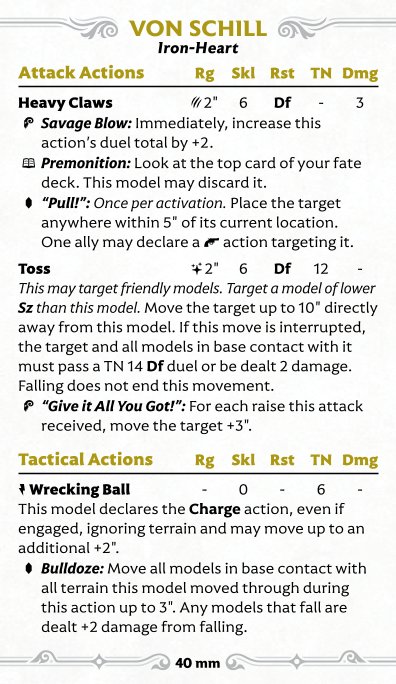 VON SCHILL
Iron-Heart
Attack Actions Rg Skl Rst TN Dmg
Heavy Claws 2" 6 Df - 3
Savage Blow: Immediately, increase this
action's duel total by +2.
Premonition: Look at the top card of your fate
deck. This model may discard it.
"Pull!": Once per activation. Place the target
anywhere within 5" of its current location.
One ally may declare a action targeting it.
Toss 2" 6 Df 12 -
This may target friendly models. Target a model of lower
Sz than this model. Move the target up to 10" directly
away from this model. If this move is interrupted,
the target and all models in base contact with it
must pass a TN 14 Df duel or be dealt 2 damage.
Falling does not end this movement.
"Give it All You Got!": For each raise this attack
received, move the target +3".
Tactical Actions Rg Skl Rst TN Dmg
Wrecking Ball - 0 - 6 -
This model declares the Charge action, even if
engaged, ignoring terrain and may move up to an
additional +2".
Bulldoze: Move all models in base contact with
all terrain this model moved through during
this action up to 3". Any models that fall are
dealt +2 damage from falling.
40 mm